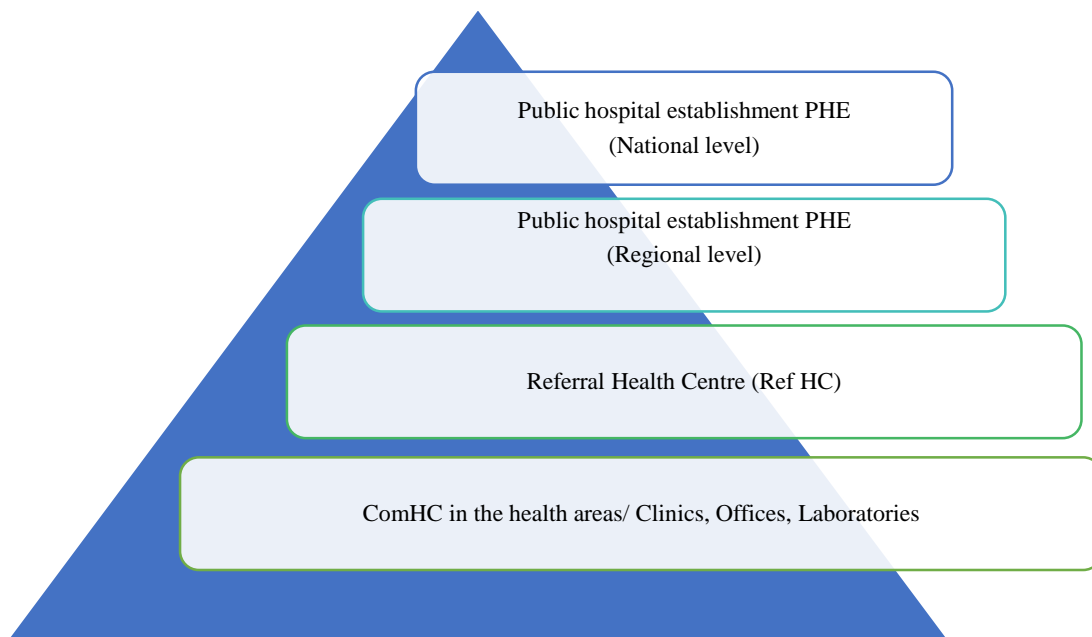 Public hospital establishment PHE
(National level)
Public hospital establishment PHE
(Regional level)
Referral Health Centre (Ref HC)
ComHC in the health areas/ Clinics, Offices, Laboratories